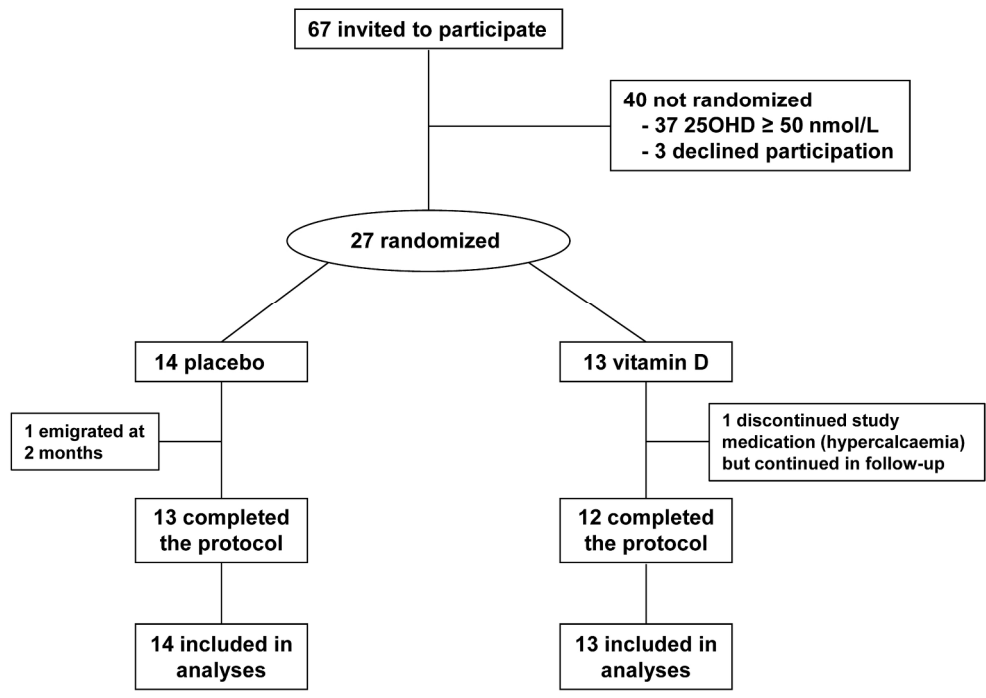 67 invited to participate
40 not randomized
- 37 25OHD ≥ 50 nmol/L
- 3 declined participation
27 randomized
14 placebo
13 vitamin D
1 emigrated at
2 months
1 discontinued study
medication (hypercalcaemia)
but continued in follow-up
13 completed
the protocol
12 completed
the protocol
14 included in
analyses
13 included in
analyses